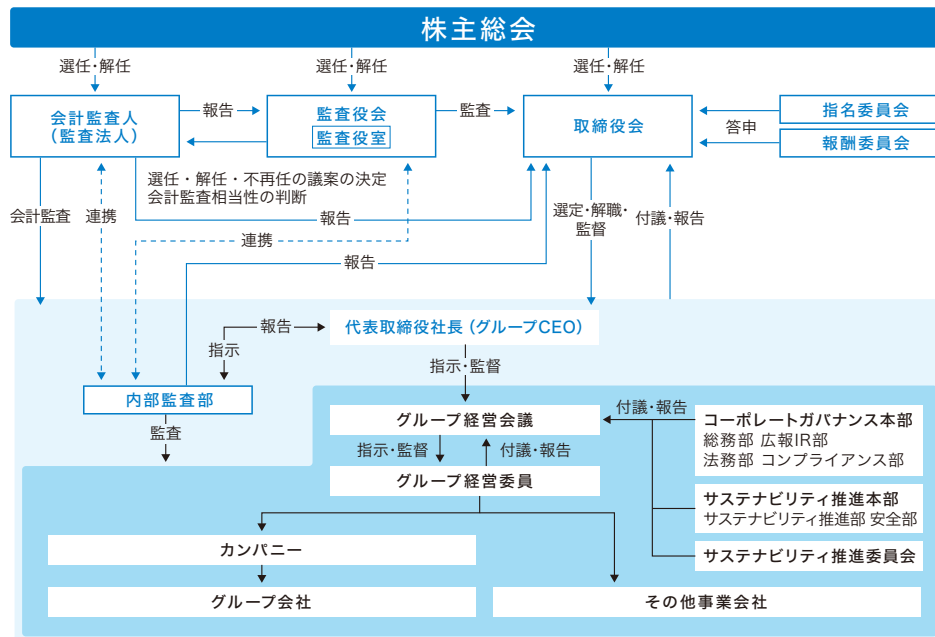 株主総会
選任・解任
選任・解任
選任・解任
会計監査人
(監査法人)
報告
監査役会
監査役室
監査
取締役会
答申
指名委員会
報酬委員会
選任・解任・不再任の議案の決定
会計監査相当性の判断
会計監査
連携
報告
連携
報告
選定・解職・
監督
付議・報告
代表取締役社長(グループCEO)
報告
指示
指示・監督
内部監査部
監査
グループ経営会議
付議・報告
指示・監督
付議・報告
グループ経営委員
コーポレートガバナンス本部
総務部 広報IR部
法務部 コンプライアンス部
サステナビリティ推進本部
サステナビリティ推進部 安全部
サステナビリティ推進委員会
カンパニー
グループ会社
その他事業会社